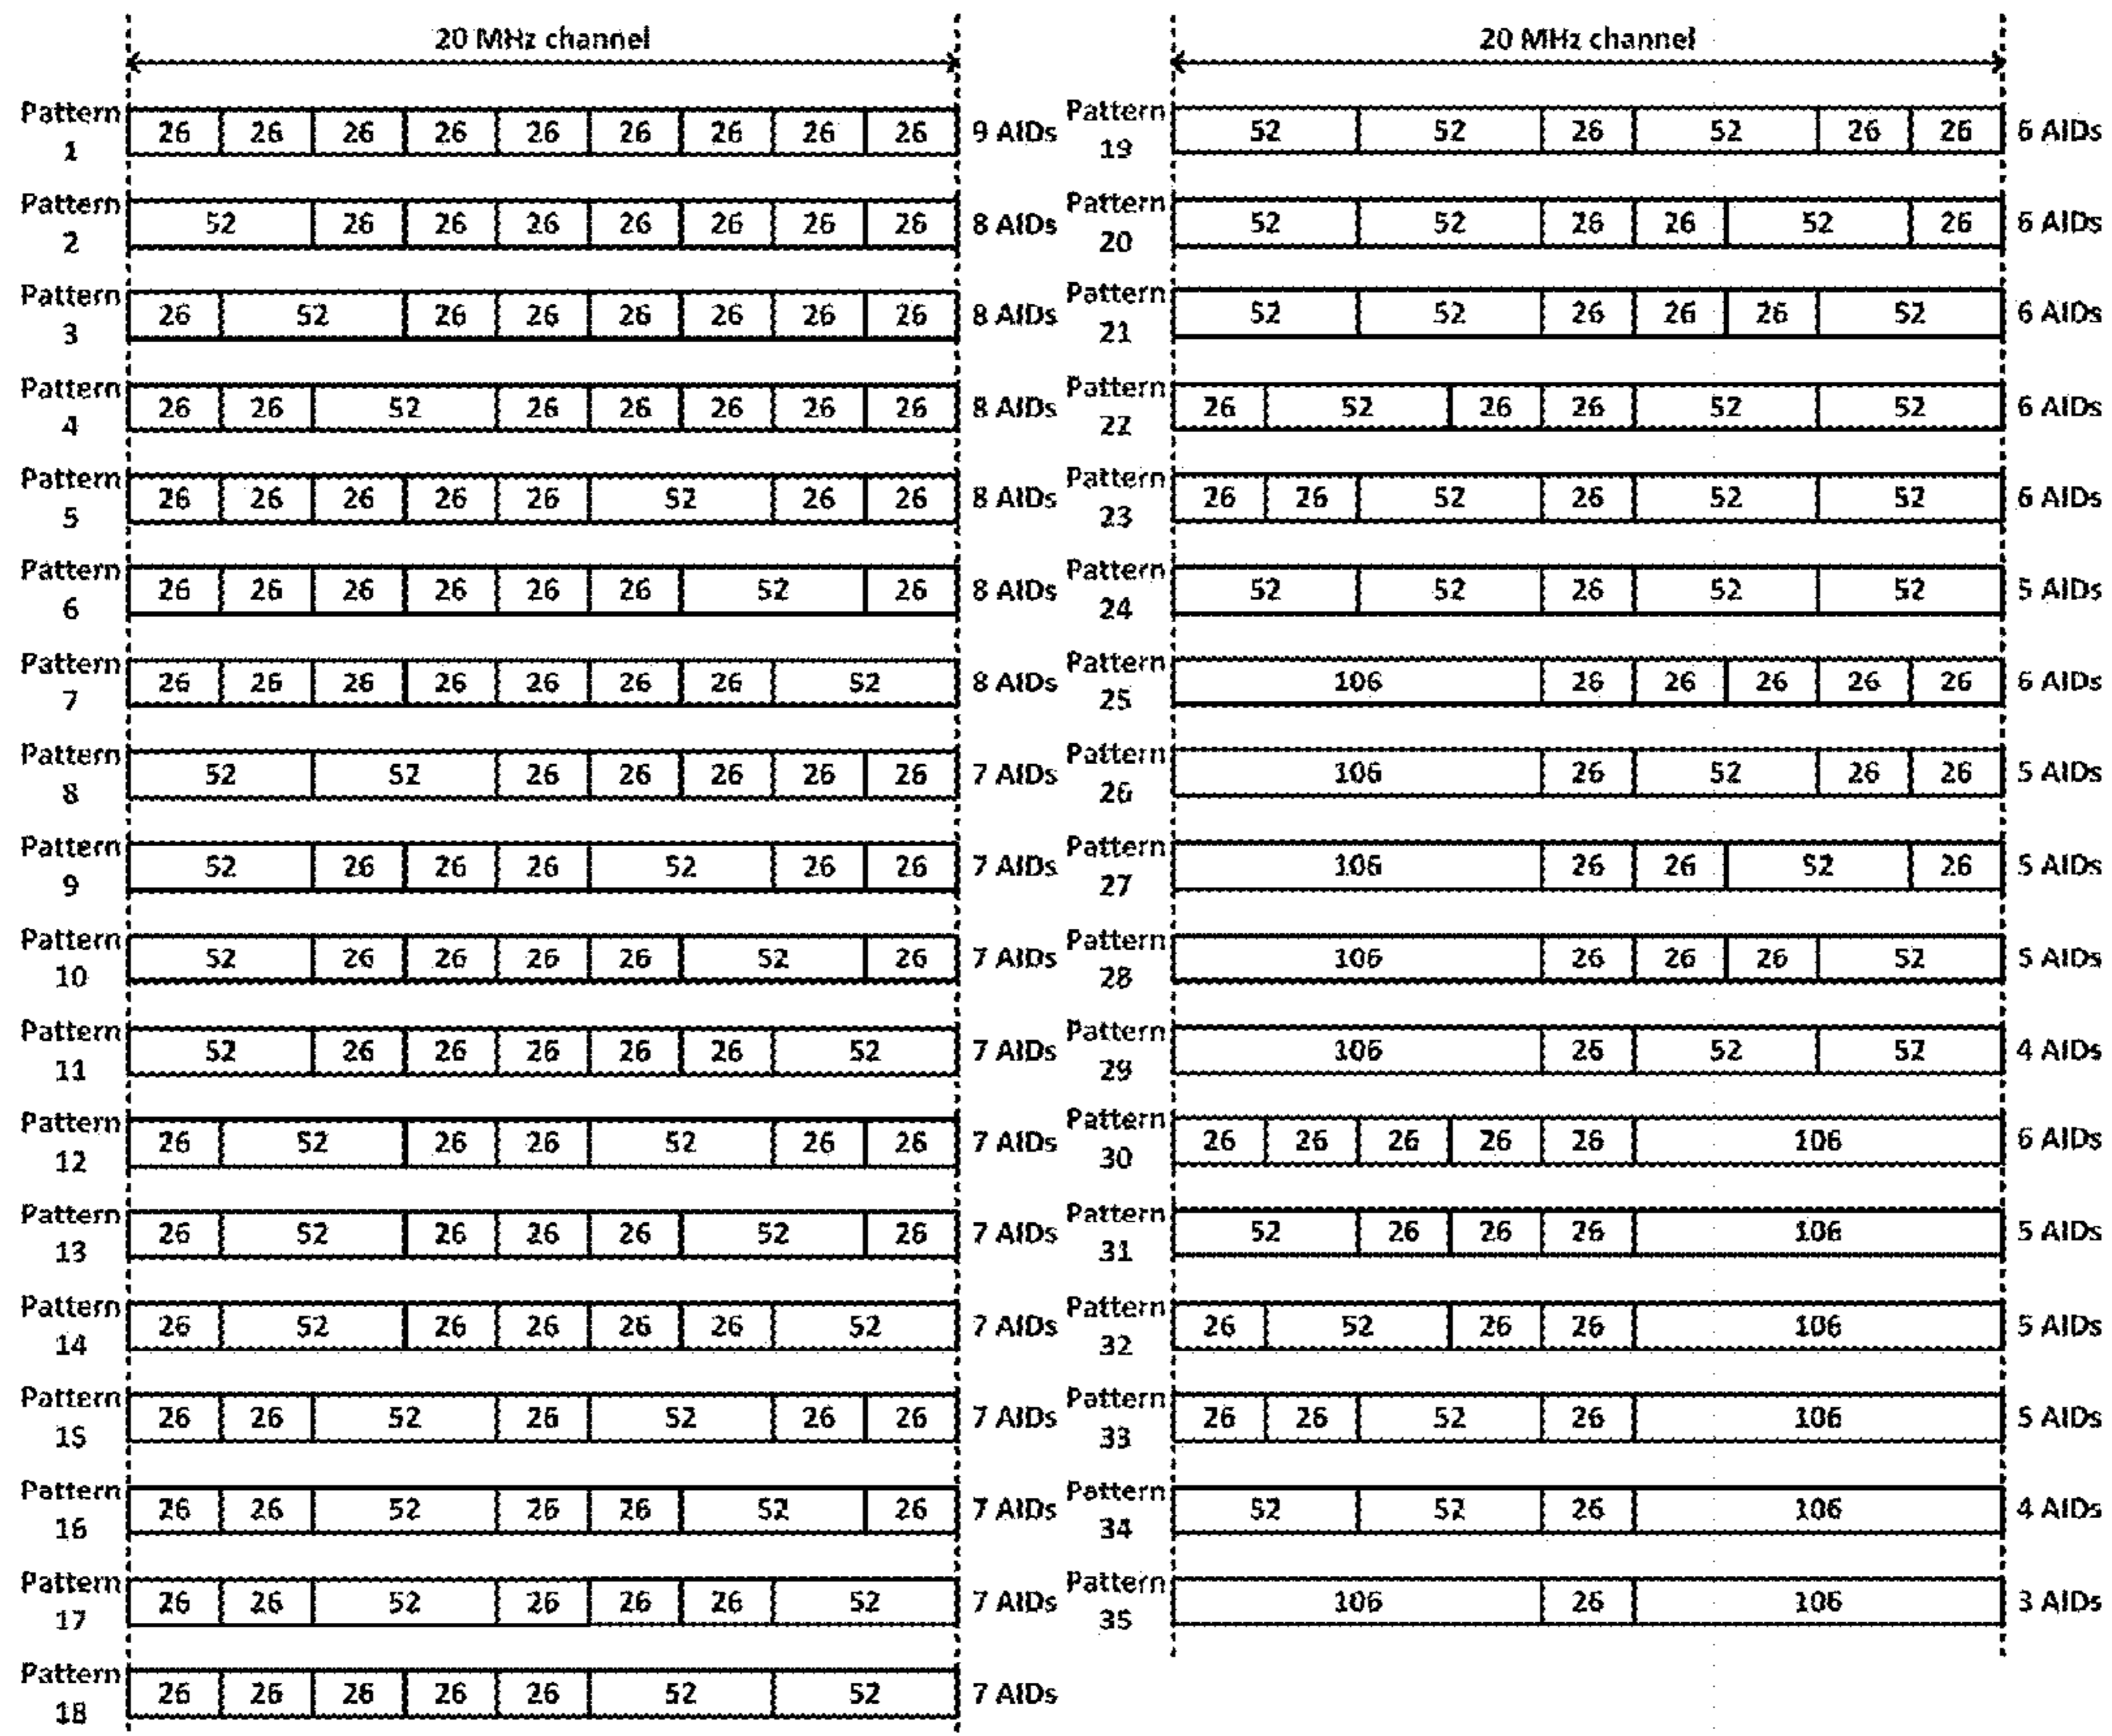 20 MHz channel
Pattern 1 26 26 26 26 26 26 26 26 26 9 AIDs
Pattern 2 52 26 26 26 26 26 26 26 8 AIDs
Pattern 3 26 52 26 26 26 26 26 26 8 AIDs
Pattern 4 26 26 52 26 26 26 26 26 8 AIDs
Pattern 5 26 26 26 26 26 52 26 26 8 AIDs
Pattern 6 26 26 26 26 26 26 52 26 8 AIDs
Pattern 7 26 26 26 26 26 26 26 52 8 AIDs
Pattern 8 52 52 26 26 26 26 26 7 AIDs
Pattern 9 52 26 26 26 52 26 26 7 AIDs
Pattern 10 52 26 26 26 26 52 26 7 AIDs
Pattern 11 52 26 26 26 26 26 52 7 AIDs
Pattern 12 26 52 26 26 52 26 26 7 AIDs
Pattern 13 26 52 26 26 26 52 26 7 AIDs
Pattern 14 26 52 26 26 26 26 52 7 AIDs
Pattern 15 26 26 52 26 52 26 26 7 AIDs
Pattern 16 26 26 52 26 26 52 26 7 AIDs
Pattern 17 26 26 52 26 26 26 52 7 AIDs
Pattern 18 26 26 26 26 26 52 52 7 AIDs
20 MHz channel
Pattern 19 52 52 26 52 26 26 6 AIDs
Pattern 20 52 52 26 26 52 26 6 AIDs
Pattern 21 52 52 26 26 26 52 6 AIDs
Pattern 22 26 52 26 26 52 52 6 AIDs
Pattern 23 26 26 52 26 52 52 6 AIDs
Pattern 24 52 52 26 52 52 5 AIDs
Pattern 25 106 26 26 26 26 26 6 AIDs
Pattern 26 106 26 52 26 26 5 AIDs
Pattern 27 106 26 26 52 26 5 AIDs
Pattern 28 106 26 26 26 52 5 AIDs
Pattern 29 106 26 52 52 4 AIDs
Pattern 30 26 26 26 26 26 106 6 AIDs
Pattern 31 52 26 26 26 106 5 AIDs
Pattern 32 26 52 26 26 106 5 AIDs
Pattern 33 26 26 52 26 106 5 AIDs
Pattern 34 52 52 26 106 4 AIDs
Pattern 35 106 26 106 3 AIDs